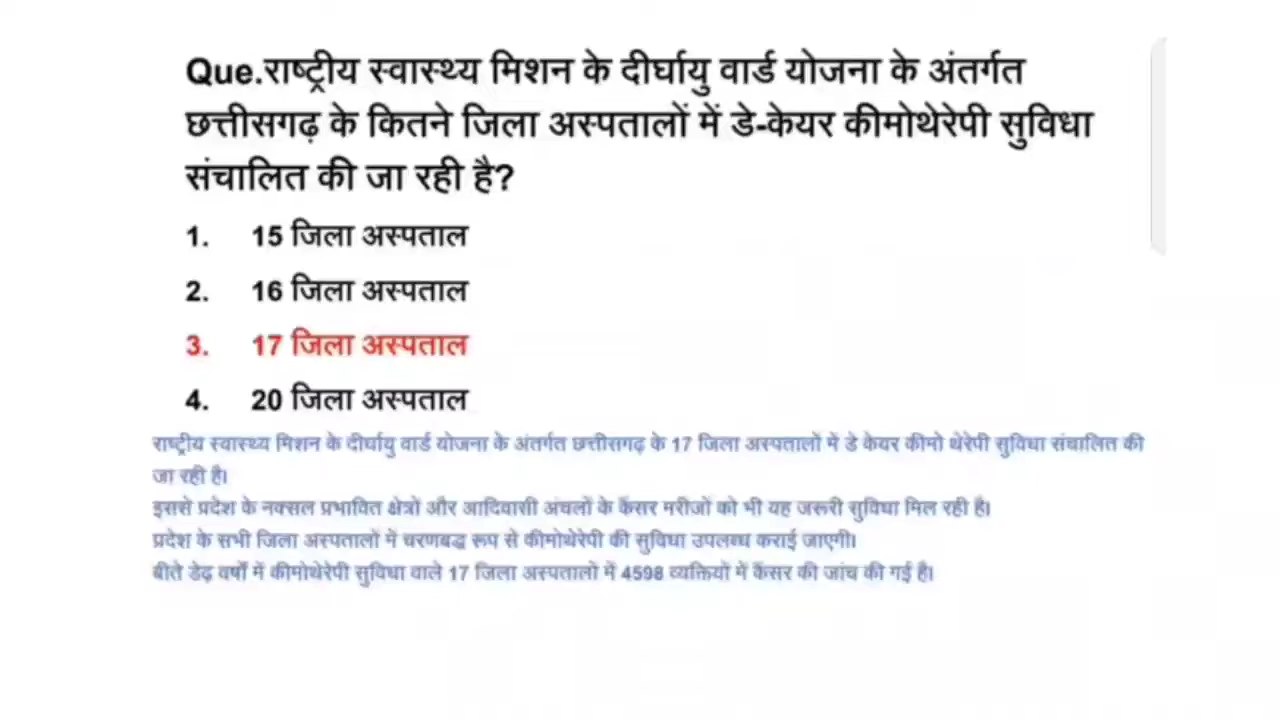 Que.राष्ट्रीय स्वास्थ्य मिशन के दीर्घायु वार्ड योजना के अंतर्गत
छत्तीसगढ़ के कितने जिला अस्पतालों में डे-केयर कीमोथेरेपी सुविधा
संचालित की जा रही है?
1. 15 जिला अस्पताल
2. 16 जिला अस्पताल
3. 17 जिला अस्पताल
4. 20 जिला अस्पताल
राष्ट्रीय स्वास्थ्य मिशन के दीर्घायु वार्ड योजना के अंतर्गत छत्तीसगढ़ के 17 जिला अस्पतालों में डे केयर कीमो थेरेपी सुविधा संचालित की
जा रही है।
इससे प्रदेश के नक्सल प्रभावित क्षेत्रों और आदिवासी अंचलों के कैंसर मरीजों को भी यह जरूरी सुविधा मिल रही है।
प्रदेश के सभी जिला अस्पतालों में चरणबद्ध रूप से कीमोथेरेपी की सुविधा उपलब्ध कराई जाएगी।
बीते डेढ़ वर्षों में कीमोथेरेपी सुविधा वाले 17 जिला अस्पतालों में 4598 व्यक्तियों में कैंसर की जांच की गई है।